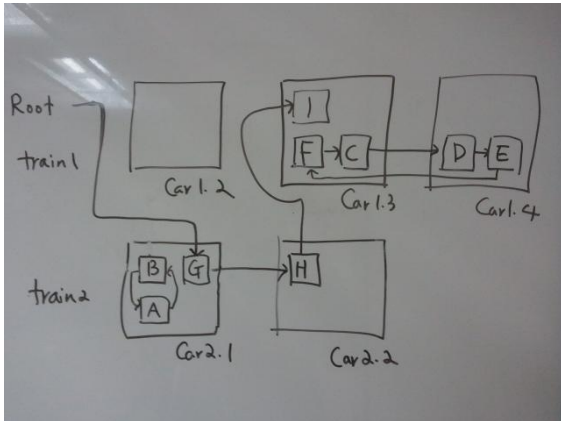 Root
train1
Car1.2
I
F C
Car1.3
D E
Car1.4
train2
B G
A
Car2.1
H
Car2.2